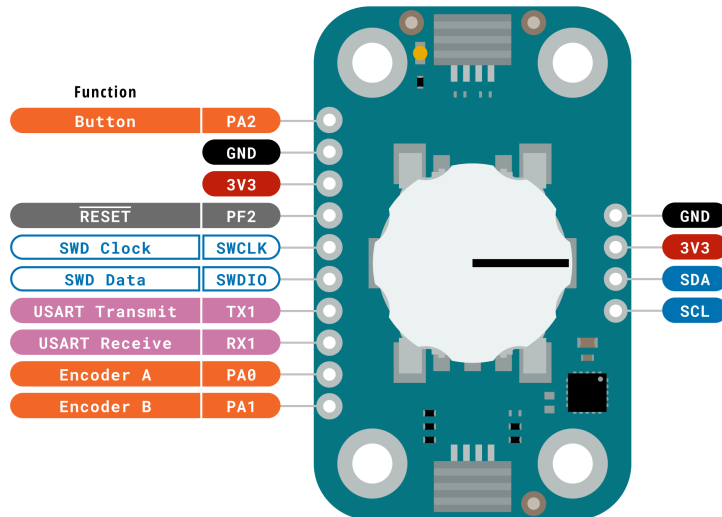 Function
Button PA2
GND
3V3
RESET PF2
SWD Clock SWCLK
SWD Data SWDIO
USART Transmit TX1
USART Receive RX1
Encoder A PA0
Encoder B PA1
GND
3V3
SDA
SCL